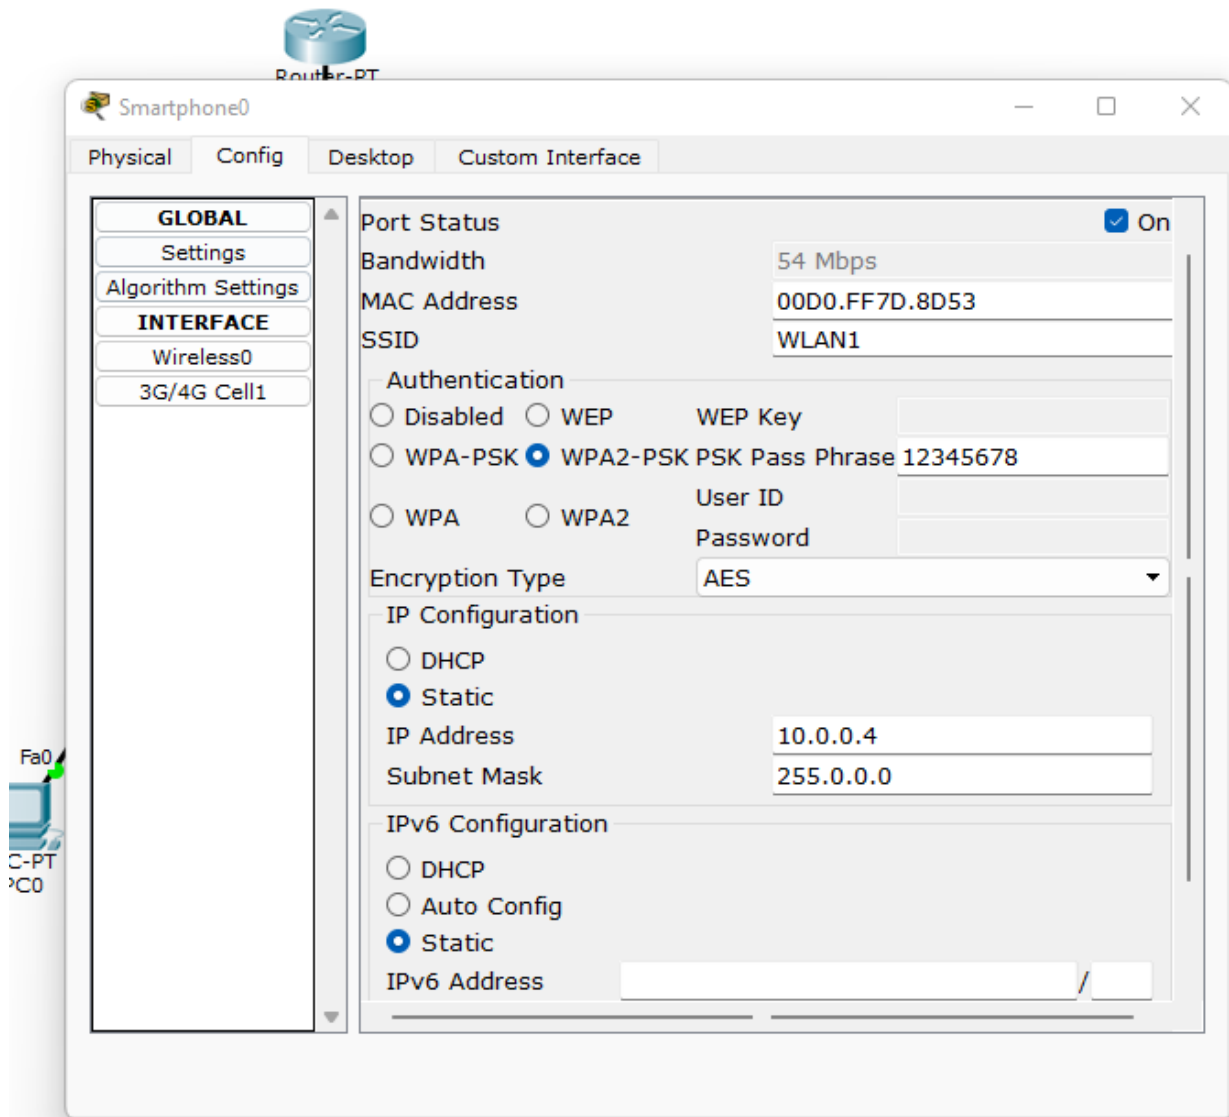 Router-PT
Smartphone0
Physical Config Desktop Custom Interface
GLOBAL
Settings
Algorithm Settings
INTERFACE
Wireless0
3G/4G Cell1
Port Status On
Bandwidth 54 Mbps
MAC Address 00D0.FF7D.8D53
SSID WLAN1
Authentication
Disabled WEP WEP Key
WPA-PSK WPA2-PSK PSK Pass Phrase 12345678
User ID
WPA WPA2
Password
Encryption Type AES
IP Configuration
DHCP
Static
IP Address 10.0.0.4
Subnet Mask 255.0.0.0
IPv6 Configuration
DHCP
Auto Config
Static
IPv6 Address /
Fa0
C-PT
PC0